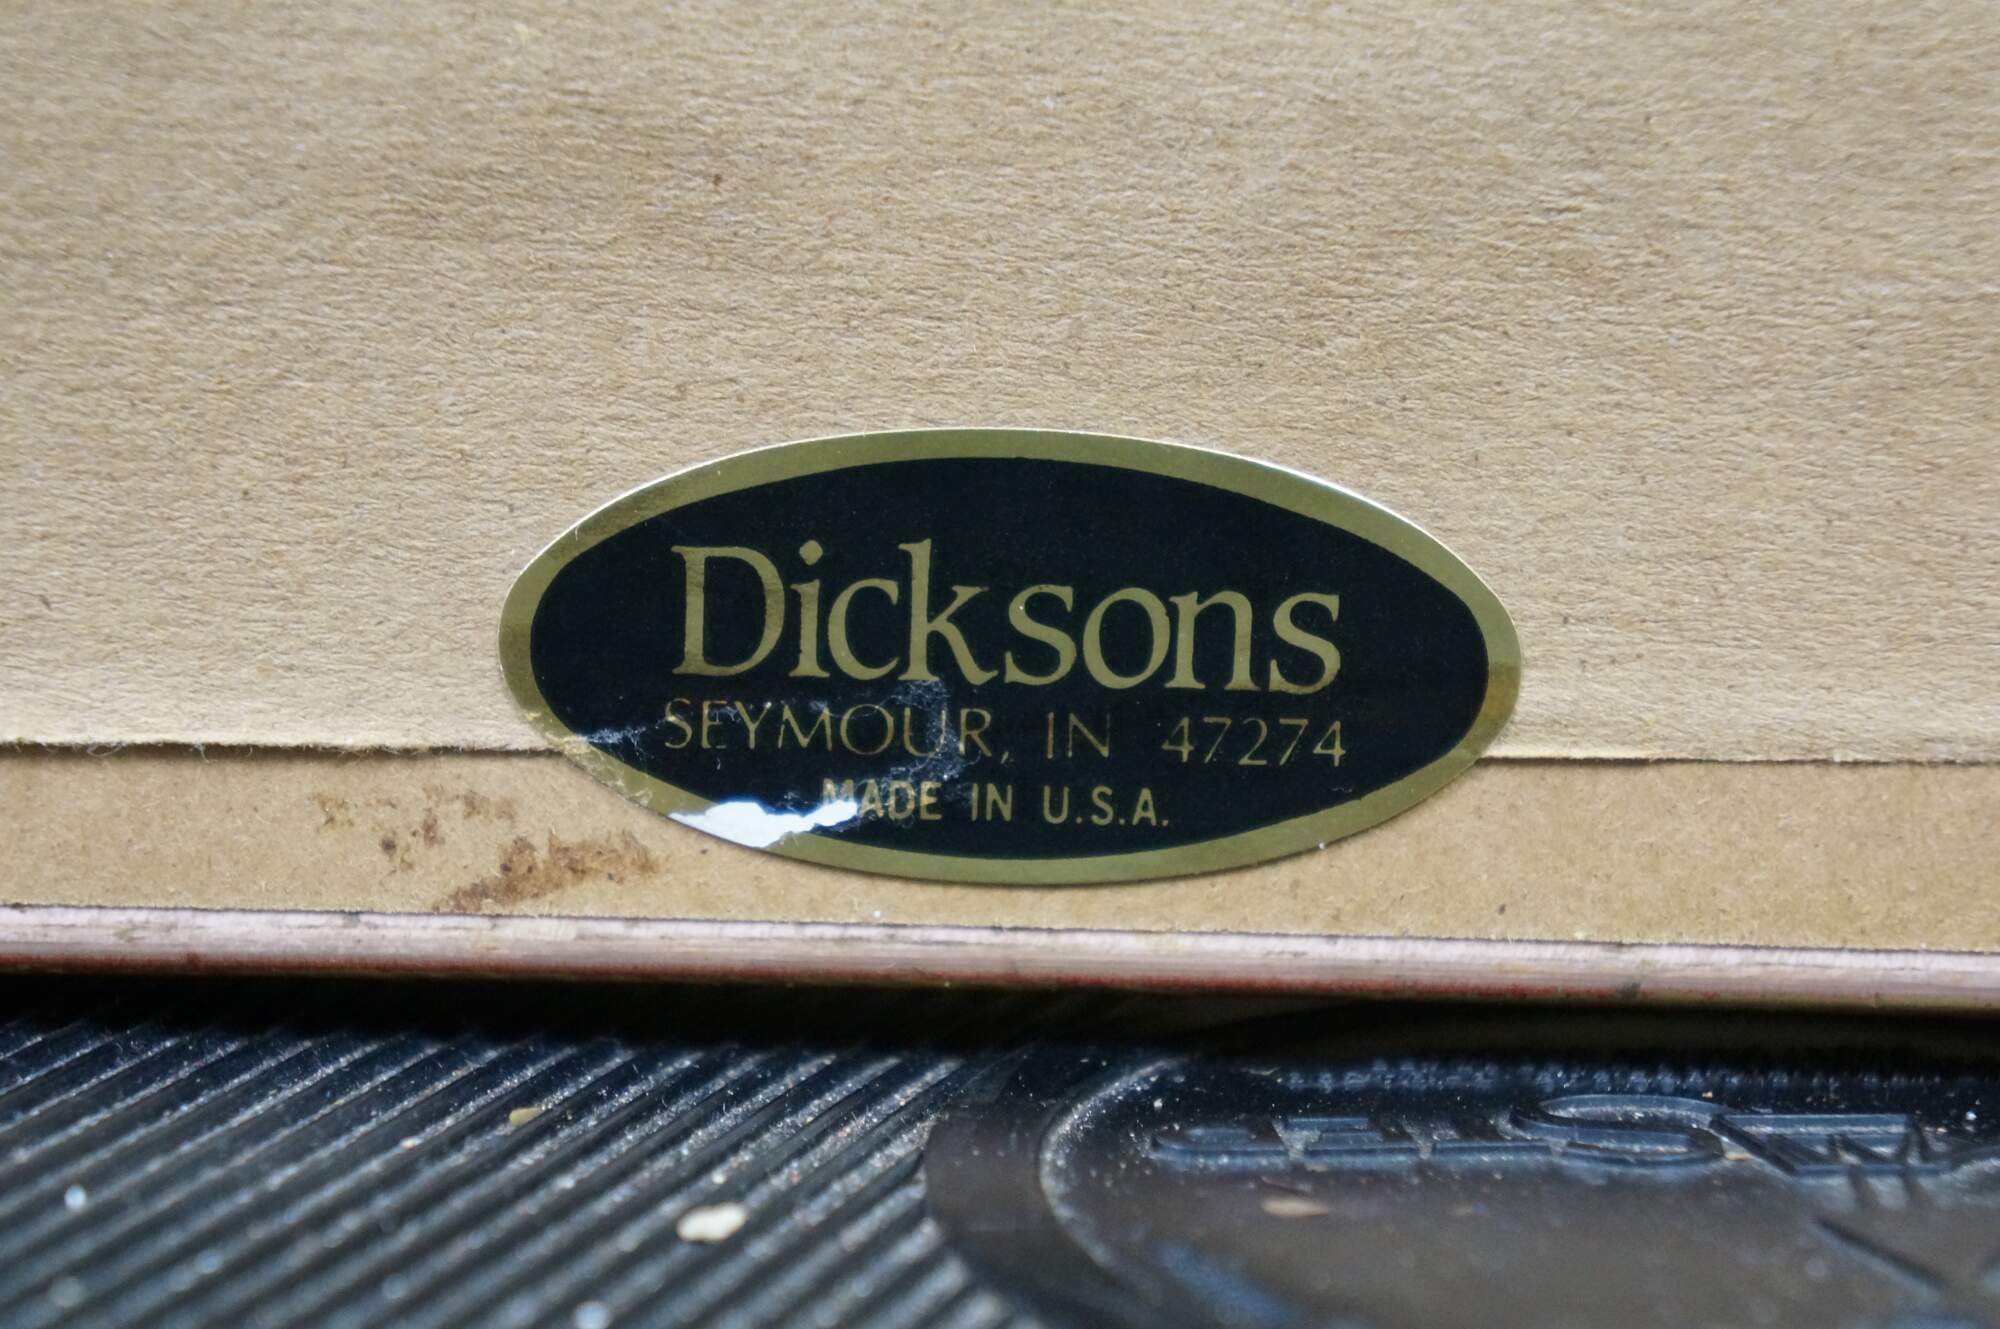 Dicksons
SEYMOUR, IN 47274
MADE IN U.S.A.